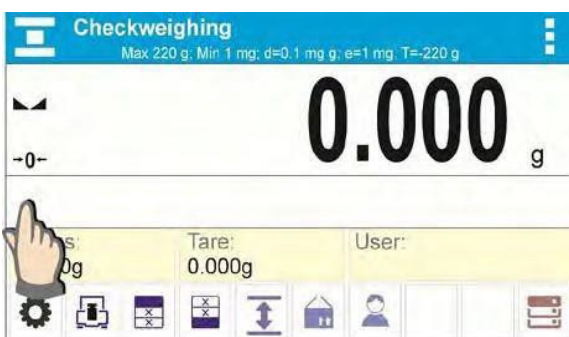 Checkweighing
Max 220 g; Min 1 mg; d=0.1 mg g; e=1 mg T=-220 g
0.000 g
→0←
s: Tare: User:
0g 0.000g